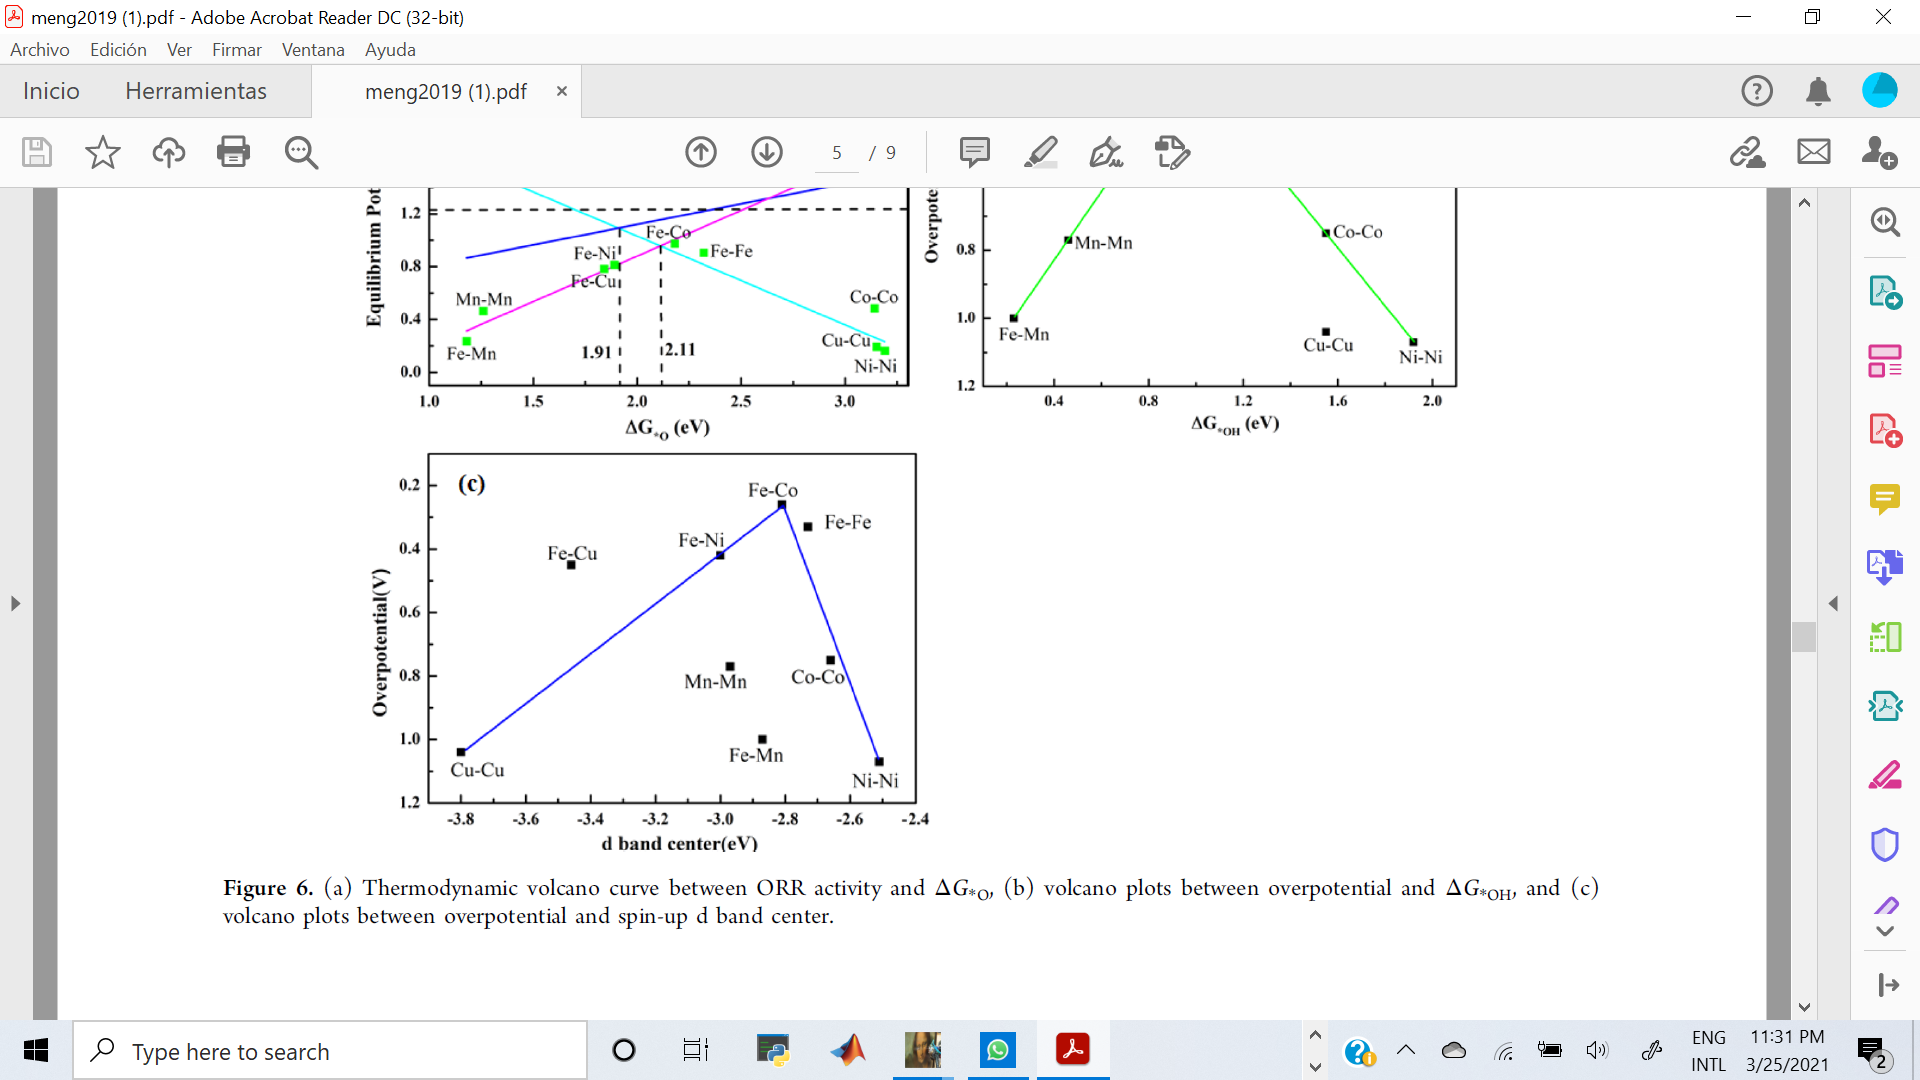 meng2019 (1).pdf - Adobe Acrobat Reader DC (32-bit)
Archivo Edición Ver Firmar Ventana Ayuda
Inicio Herramientas meng2019 (1).pdf
5 / 9
Equilibrium Pot
1.2
0.8
0.4
0.0
Fe-Co
Fe-Ni
Fe-Fe
Fe-Cu
Mn-Mn
Co-Co
Fe-Mn
Cu-Cu
Ni-Ni
1.91
2.11
1.0 1.5 2.0 2.5 3.0
ΔG*O (eV)
Overpote
0.8
1.0
1.2
Mn-Mn
Co-Co
Fe-Mn
Cu-Cu
Ni-Ni
0.4 0.8 1.2 1.6 2.0
ΔG*OH (eV)
(c)
Overpotential(V)
0.2
0.4
0.6
0.8
1.0
1.2
Fe-Co
Fe-Fe
Fe-Ni
Fe-Cu
Mn-Mn
Co-Co
Fe-Mn
Cu-Cu
Ni-Ni
-3.8 -3.6 -3.4 -3.2 -3.0 -2.8 -2.6 -2.4
d band center(eV)
Figure 6. (a) Thermodynamic volcano curve between ORR activity and ΔG*O, (b) volcano plots between overpotential and ΔG*OH, and (c)
volcano plots between overpotential and spin-up d band center.
Type here to search
ENG
INTL
11:31 PM
3/25/2021
2